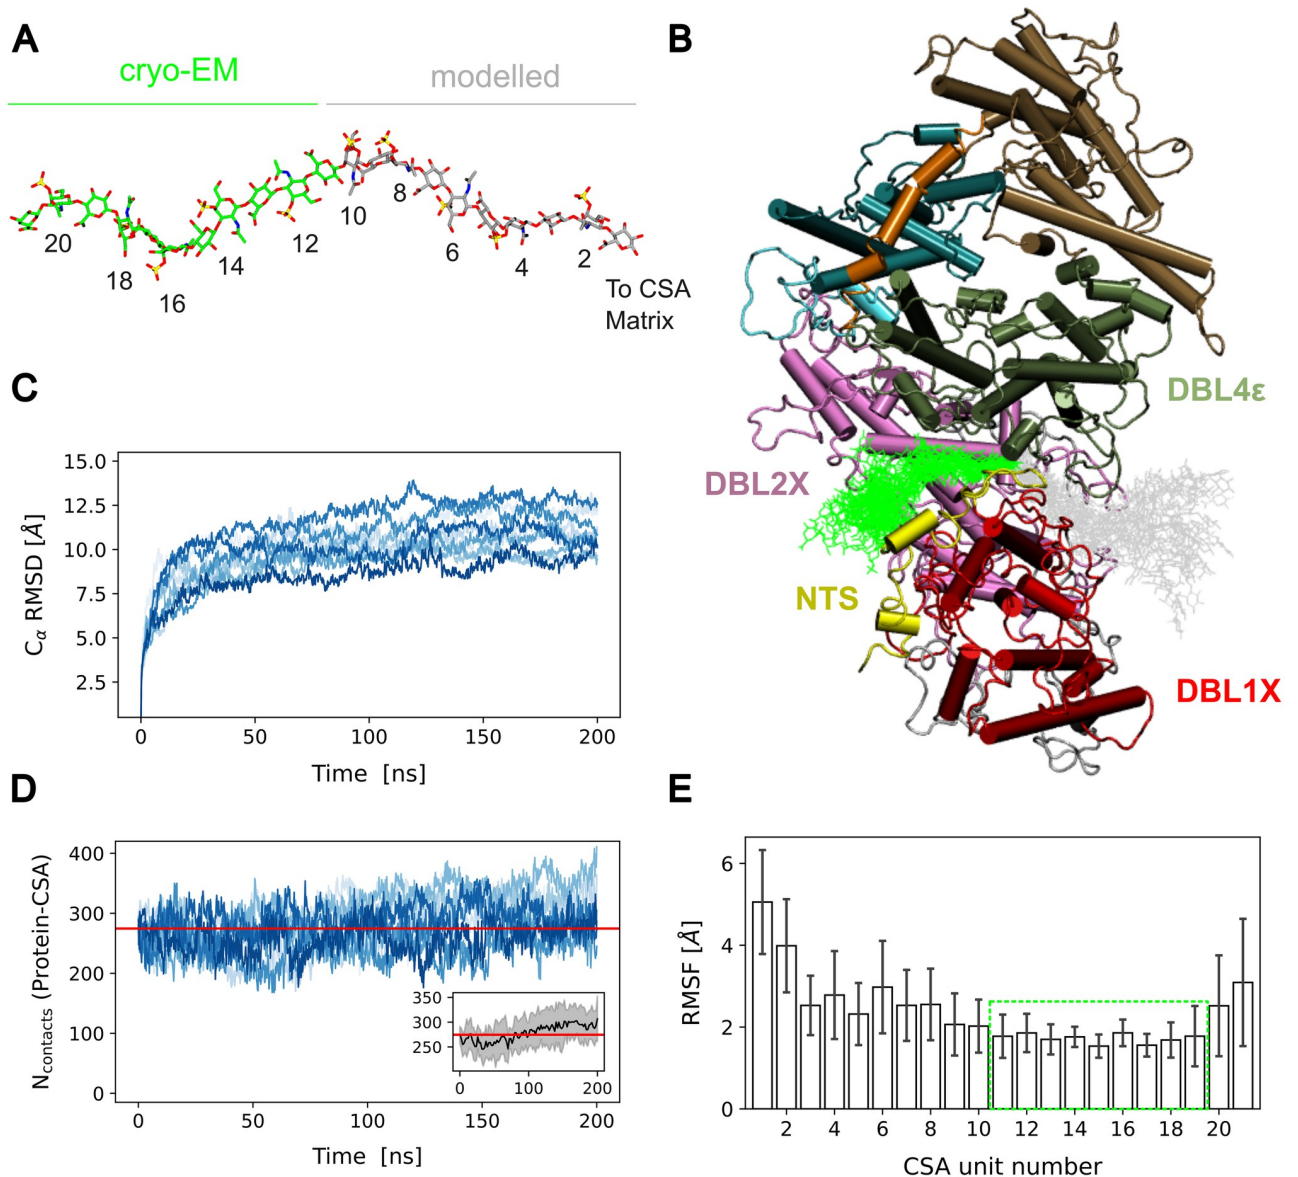 A
cryo-EM
modelled
20
18
16
14
12
10
8
6
4
2
To CSA
Matrix
B
DBL4ε
DBL2X
NTS
DBL1X
C
Cα RMSD [Å]
15.0
12.5
10.0
7.5
5.0
2.5
0 50 100 150 200
Time [ns]
D
Ncontacts (Protein-CSA)
400
300
200
100
0
350
300
250
0 100 200
0 50 100 150 200
Time [ns]
E
RMSF [Å]
6
4
2
0
2 4 6 8 10 12 14 16 18 20
CSA unit number